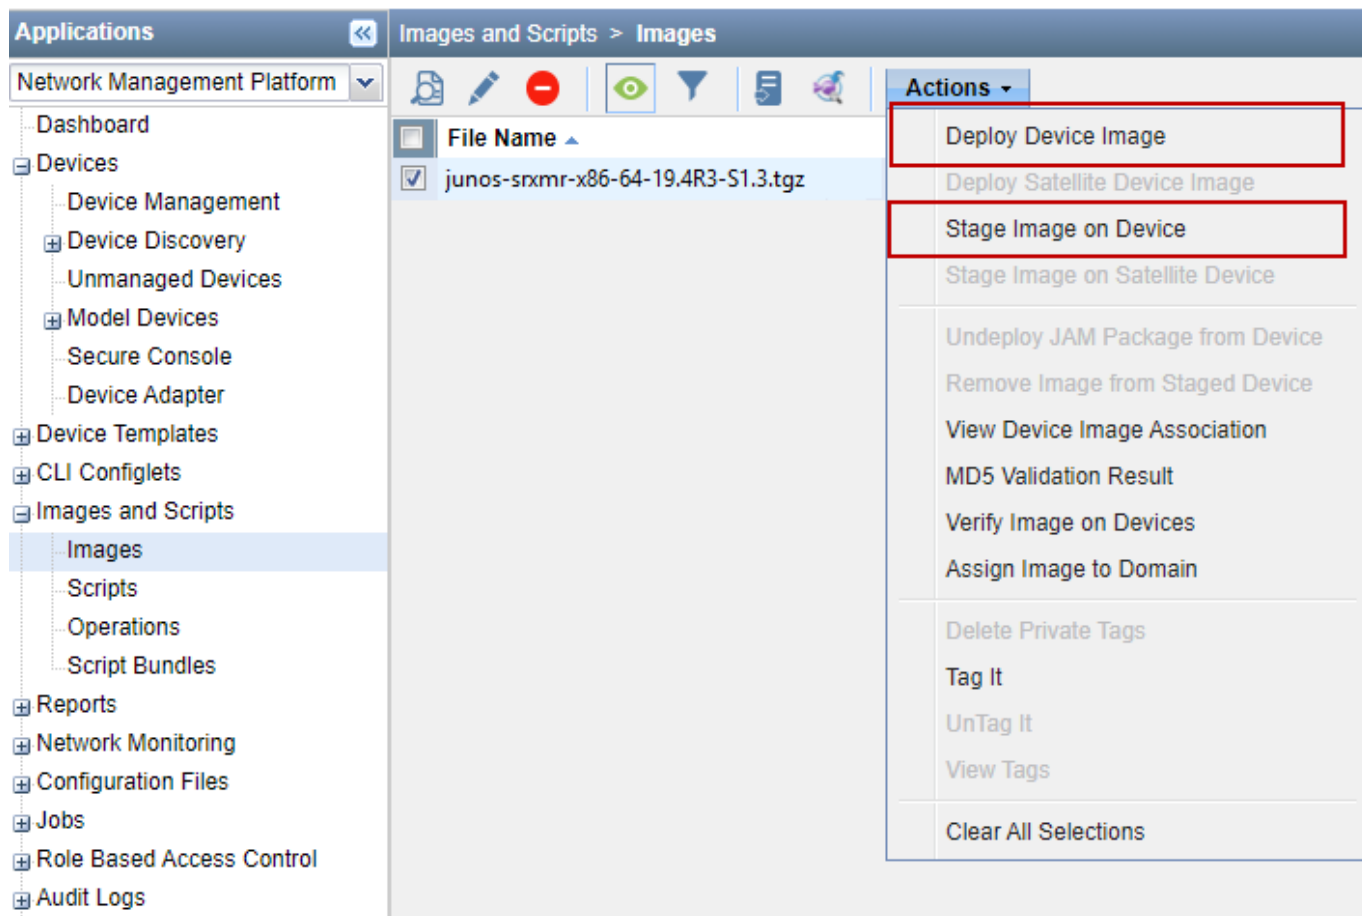 Applications
Network Management Platform
Dashboard
Devices
Device Management
Device Discovery
Unmanaged Devices
Model Devices
Secure Console
Device Adapter
Device Templates
CLI Configlets
Images and Scripts
Images
Scripts
Operations
Script Bundles
Reports
Network Monitoring
Configuration Files
Jobs
Role Based Access Control
Audit Logs
Images and Scripts > Images
File Name
junos-srxmr-x86-64-19.4R3-S1.3.tgz
Actions
Deploy Device Image
Deploy Satellite Device Image
Stage Image on Device
Stage Image on Satellite Device
Undeploy JAM Package from Device
Remove Image from Staged Device
View Device Image Association
MD5 Validation Result
Verify Image on Devices
Assign Image to Domain
Delete Private Tags
Tag It
UnTag It
View Tags
Clear All Selections